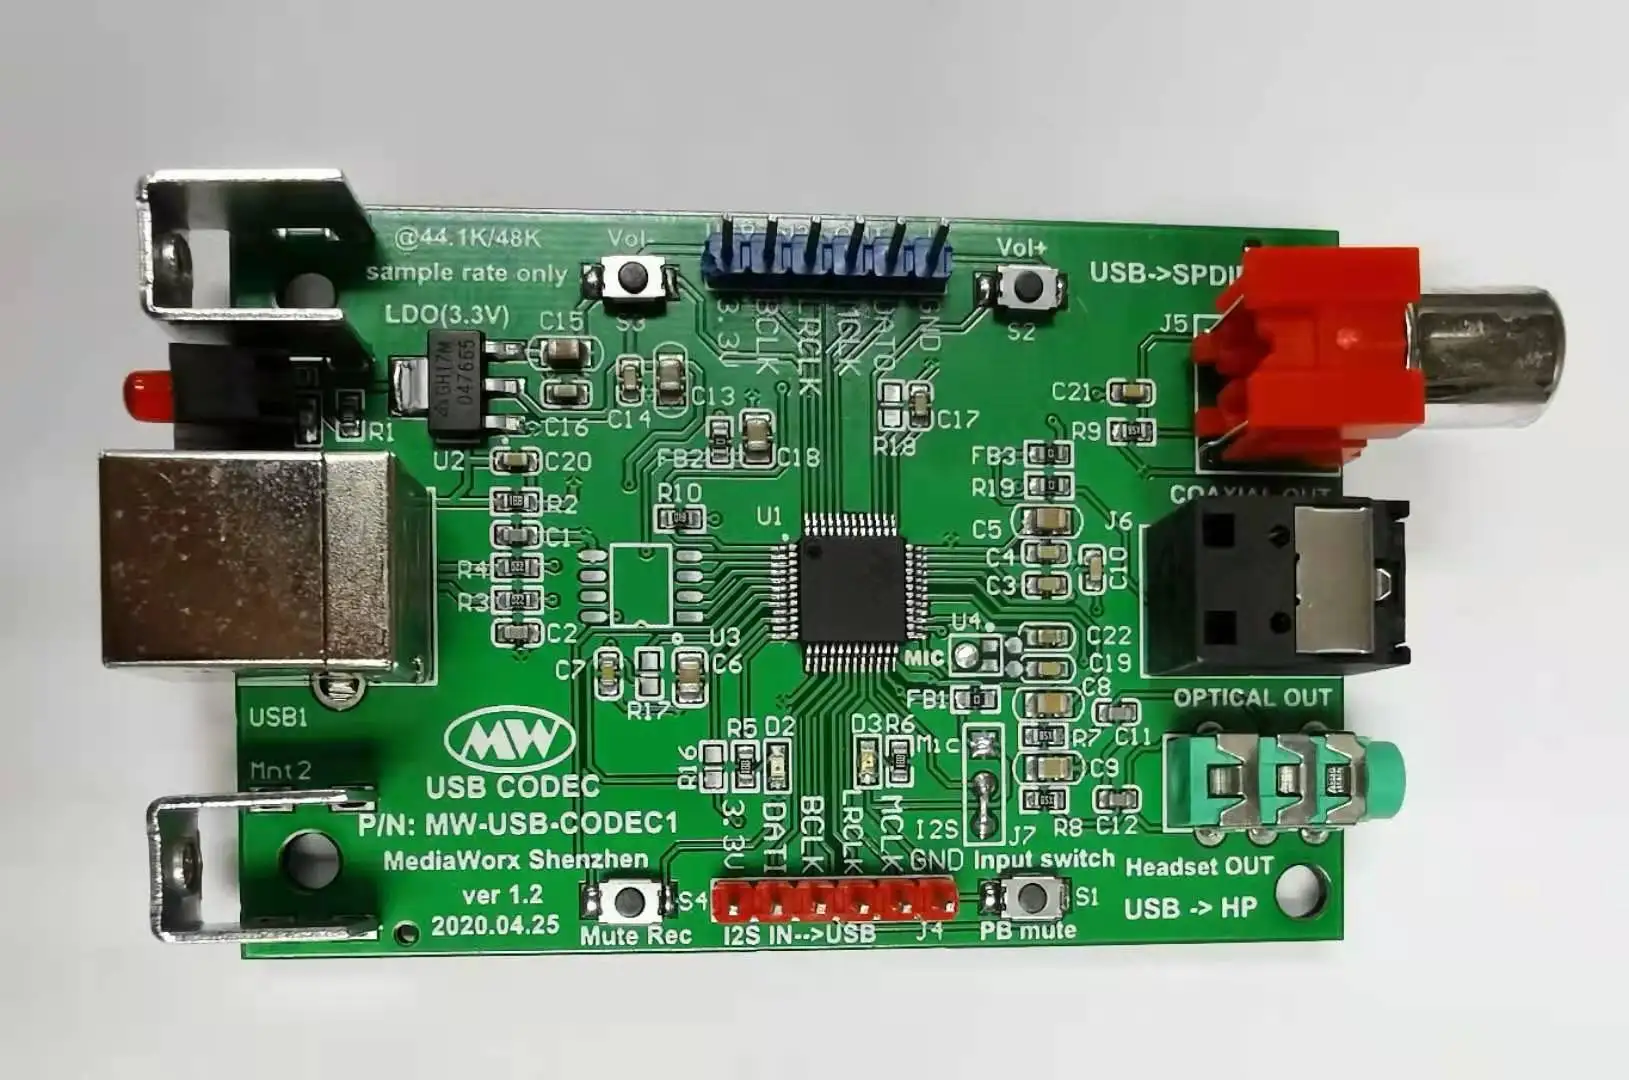 @44.1K/48K
sample rate only
LDO(3.3V)
Vol-
S3
Vol+
S2
3.3V
BCLK
LRCLK
MCLK
DATO
GND
USB->SPDI
J5
C15
GH17M
047665
C14
C13
C16
R1
U2
C20
FB2
C18
C17
R18
C21
R9
FB3
R19
COAXIAL OUT
J6
R2
R10
U1
C1
C5
C4
C3
C10
R4
R3
C2
U3
U4
MIC
C22
C19
C7
C6
R17
FB1
C8
OPTICAL OUT
USB1
MW
USB CODEC
R16
R5
D2
D3
R6
Mic
R7
C11
C9
Mnt2
P/N: MW-USB-CODEC1
MediaWorx Shenzhen
ver 1.2
2020.04.25
3.3V
DATI
BCLK
LRCLK
MCLK
GND
I2S
J7
R8
C12
Input switch
Headset OUT
USB -> HP
S4
Mute Rec
I2S IN-->USB
J4
S1
PB mute